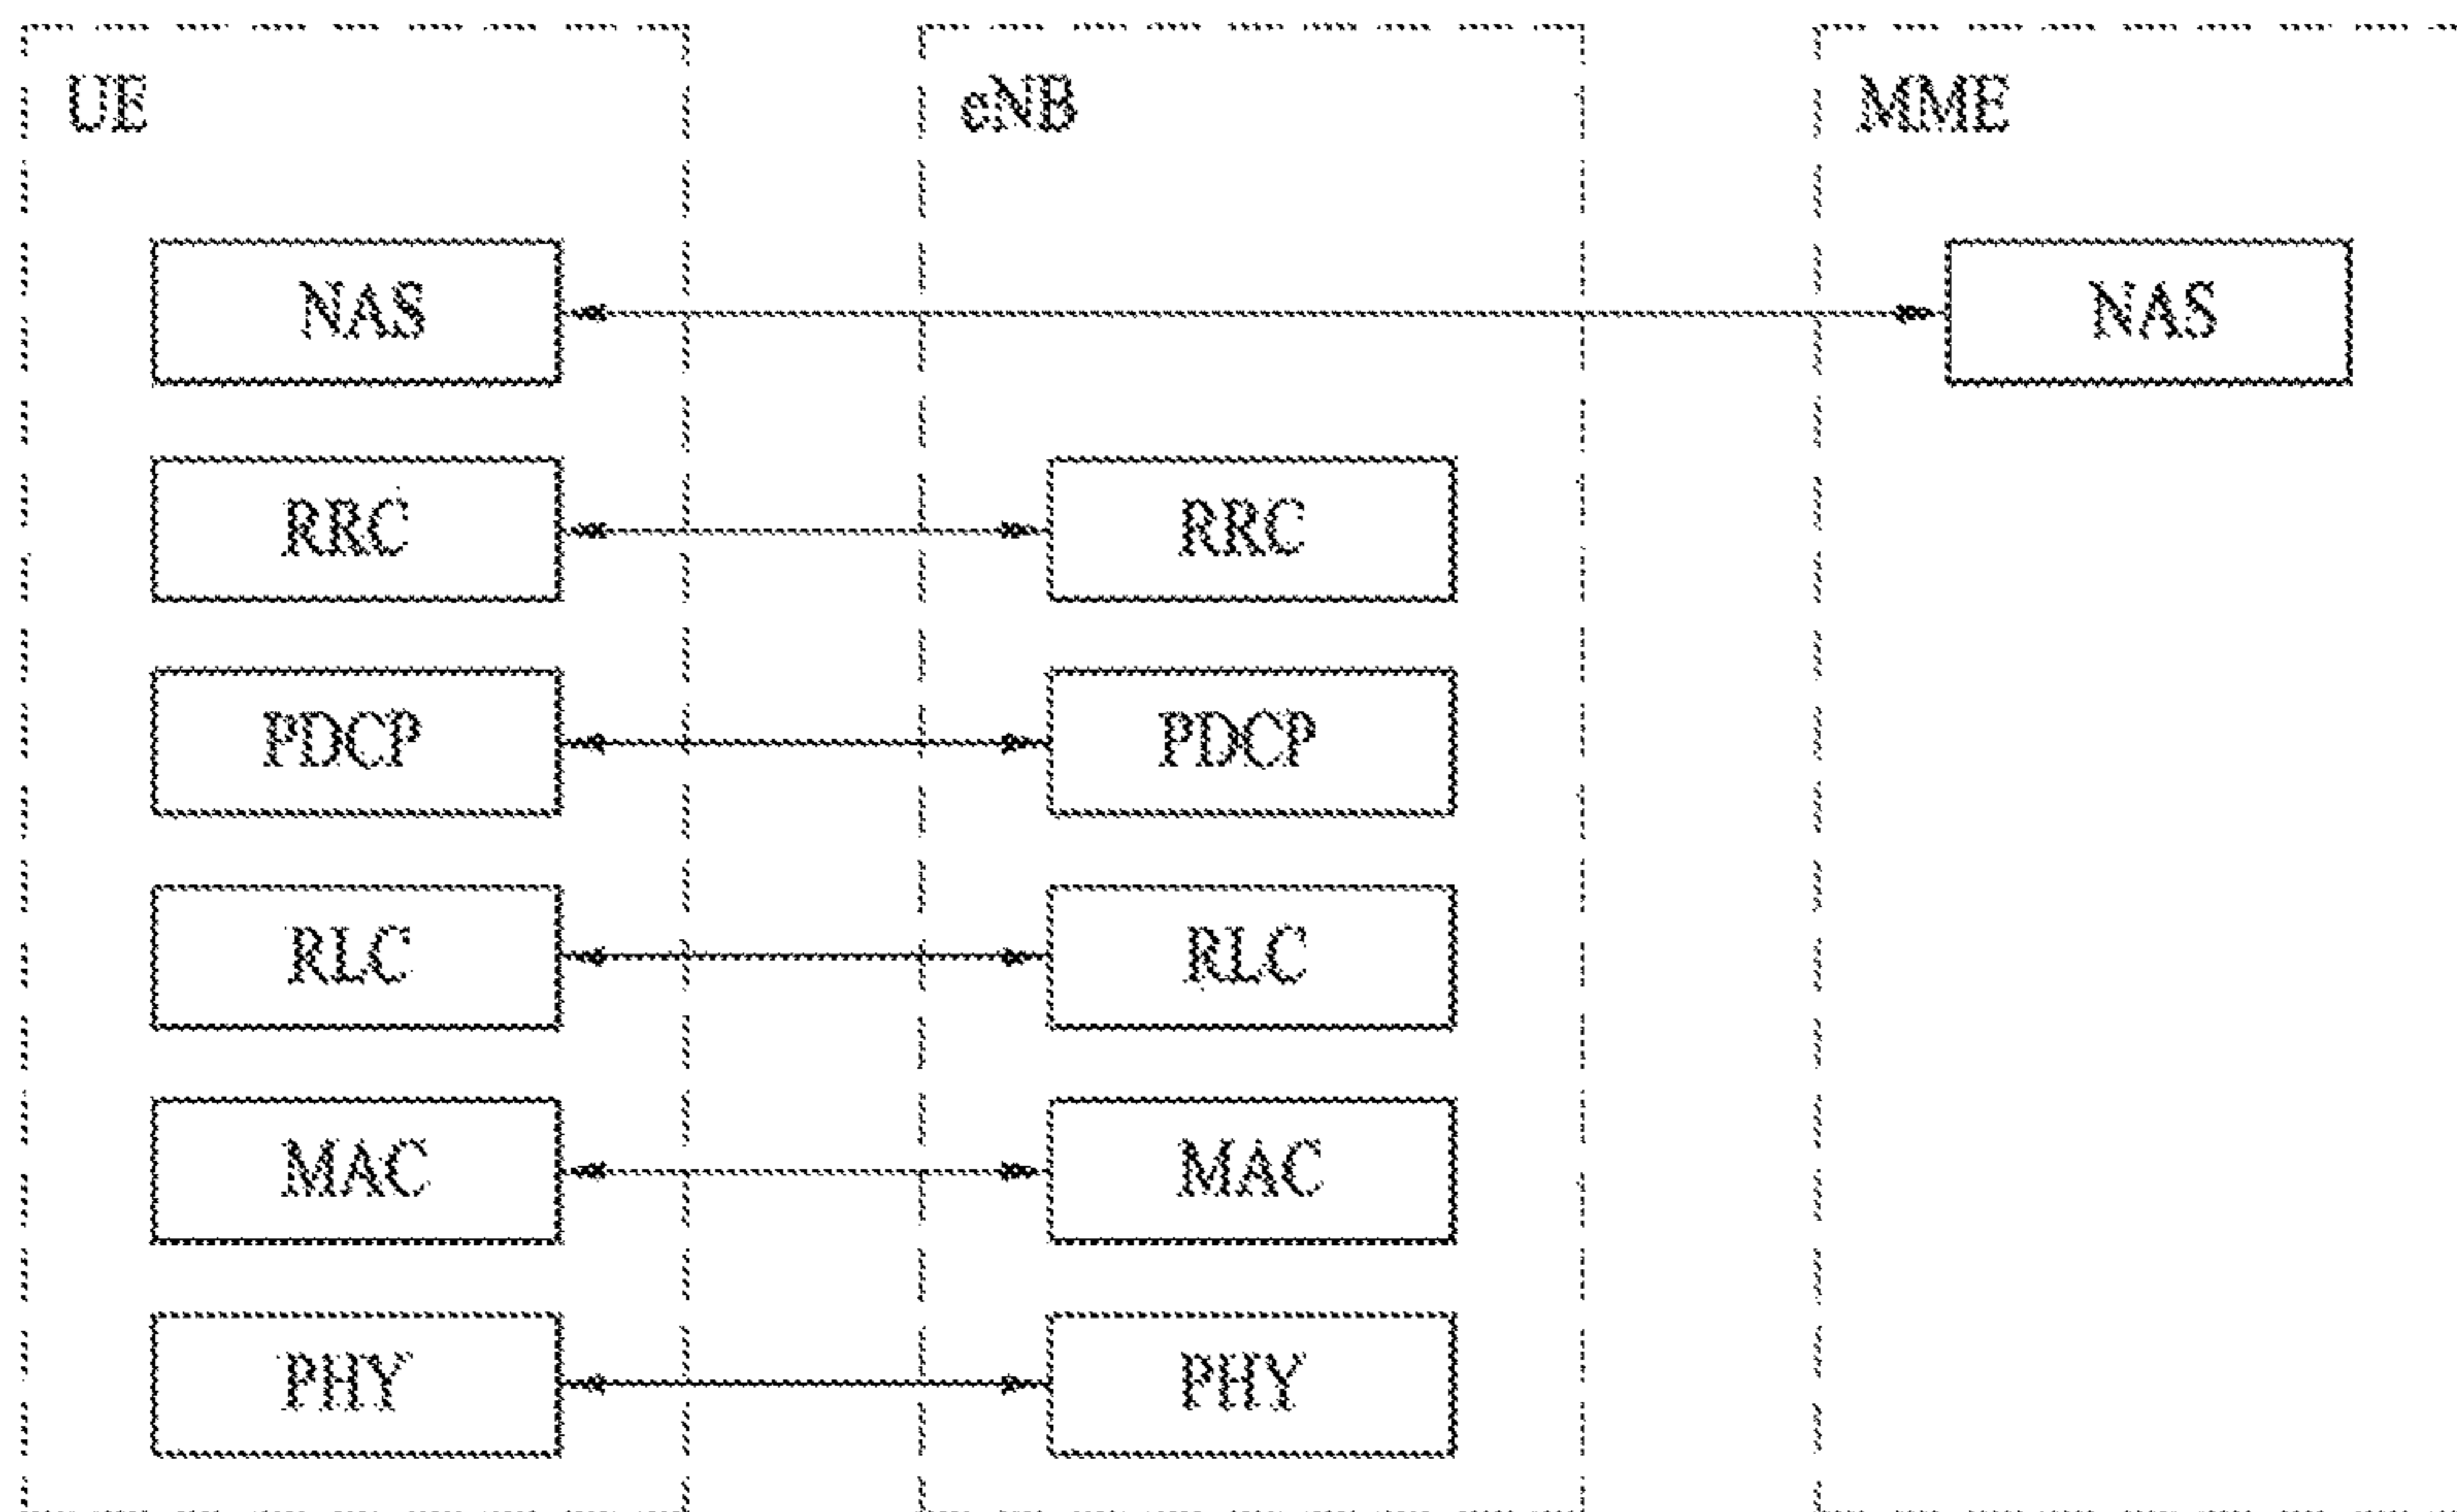 UE eNB MME
NAS NAS
RRC RRC
PDCP PDCP
RLC RLC
MAC MAC
PHY PHY